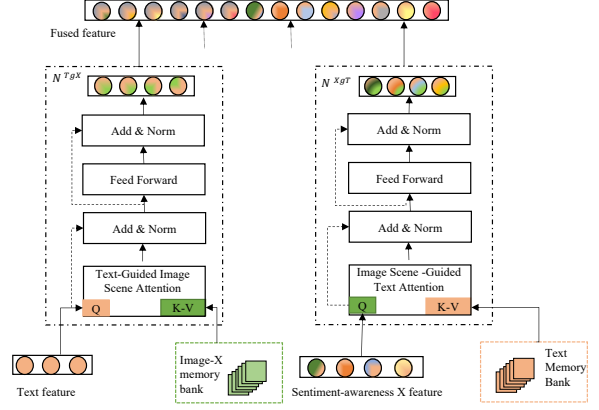 Fused feature
N^{TgX}
Add & Norm
Feed Forward
Add & Norm
Text-Guided Image
Scene Attention
Q
K-V
Text feature
Image-X
memory
bank
N^{XgT}
Add & Norm
Feed Forward
Add & Norm
Image Scene -Guided
Text Attention
Q
K-V
Sentiment-awareness X feature
Text
Memory
Bank